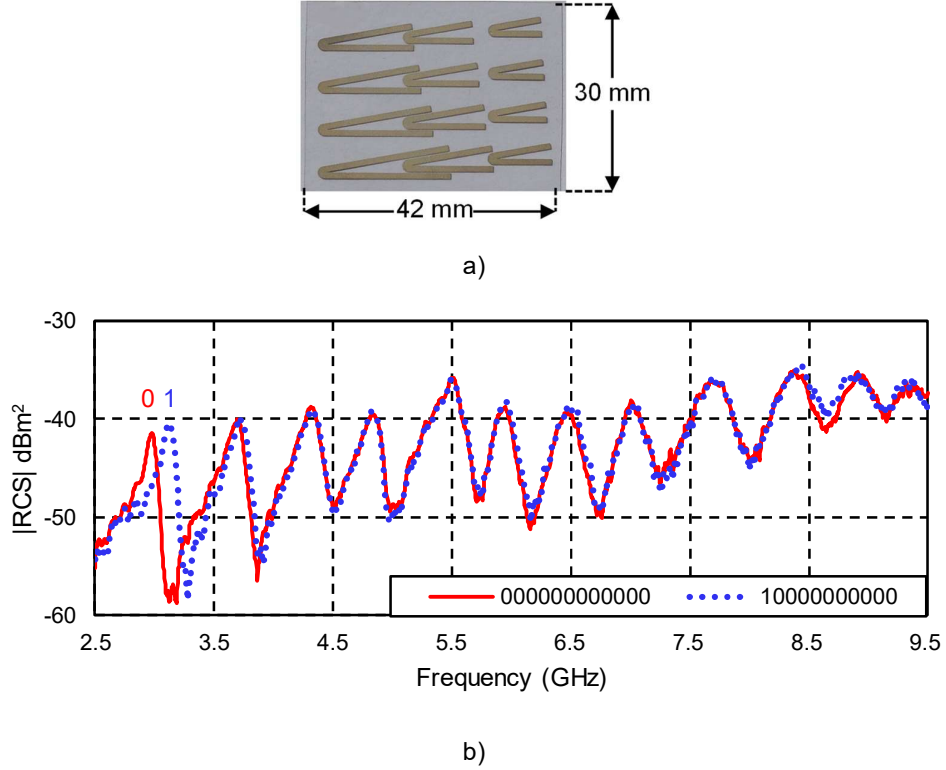 30 mm
42 mm
a)
-30
-40
-50
-60
|RCS| dBm²
0 1
000000000000
10000000000
2.5 3.5 4.5 5.5 6.5 7.5 8.5 9.5
Frequency (GHz)
b)